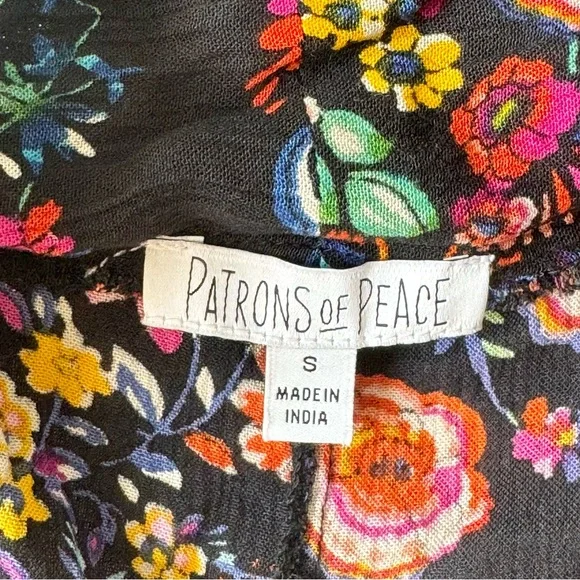 PATRONS OF PEACE
S
MADE IN
INDIA